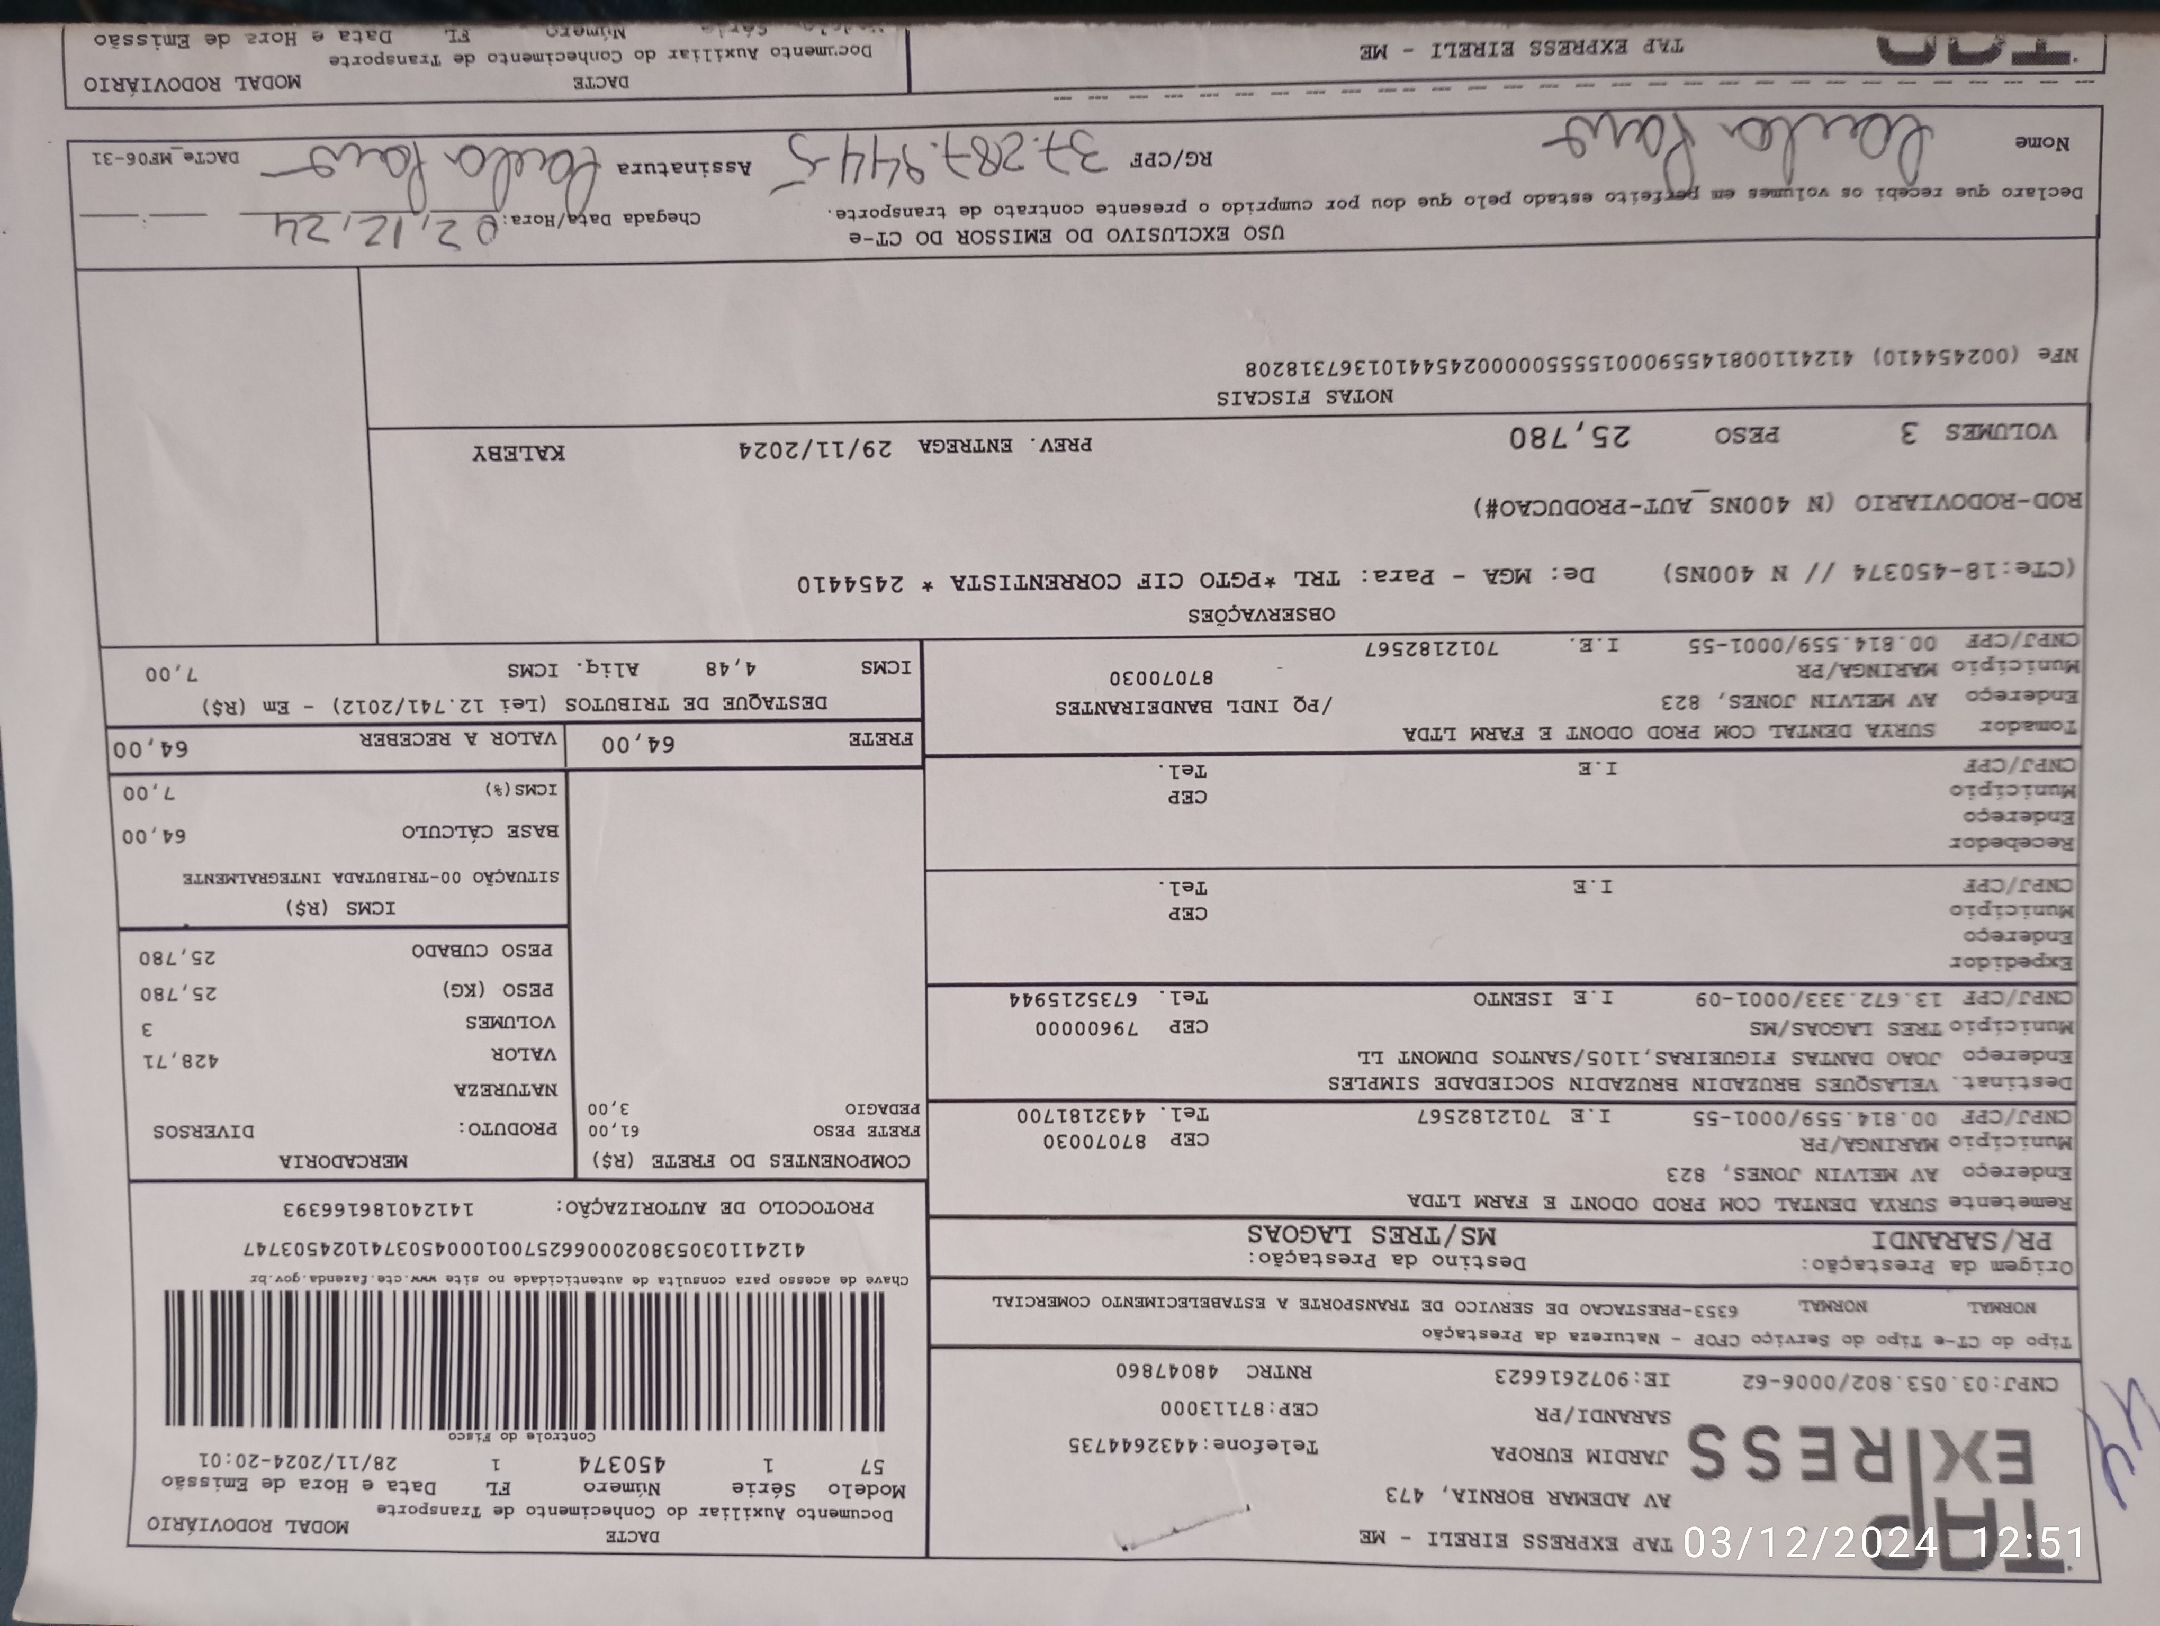 TAP EXPRESS
TAP EXPRESS EIRELI - ME
AV ADEMAR BORNIA, 473
JARDIM EUROPA
Telefone:4432644735
SARANDI/PR
CEP:87113000
CNPJ:03.053.802/0006-62 IE:9072616623 RNTRC 48047860
DACTE MODAL RODOVIÁRIO
Documento Auxiliar do Conhecimento de Transporte
Modelo Série Número FL Data e Hora de Emissão
57 1 450374 1 28/11/2024-20:01
Controle do Fisco
Chave de acesso para consulta de autenticidade no site www.cte.fazenda.gov.br
41241103053802000662570010004503741024503747
PROTOCOLO DE AUTORIZAÇÃO: 141240186166393
Tipo do CT-e Tipo do Serviço CFOP - Natureza da Prestação
NORMAL NORMAL 6353-PRESTACAO DE SERVICO DE TRANSPORTE A ESTABELECIMENTO COMERCIAL
Origem da Prestação: Destino da Prestação:
PR/SARANDI MS/TRES LAGOAS
Remetente SURYA DENTAL COM PROD ODONT E FARM LTDA
Endereço AV MELVIN JONES, 823
Município MARINGA/PR CEP 87070030
CNPJ/CPF 00.814.559/0001-55 I.E 7012182567 Tel. 4432181700
Destinat. VELASQUES BRUZADIN BRUZADIN SOCIEDADE SIMPLES
Endereço JOAO DANTAS FIGUEIRAS,1105/SANTOS DUMONT LL
Município TRES LAGOAS/MS CEP 79600000
CNPJ/CPF 13.672.333/0001-09 I.E ISENTO Tel. 6735215944
Expedidor
Endereço
Município CEP
CNPJ/CPF I.E Tel.
Recebedor
Endereço
Município CEP
CNPJ/CPF I.E Tel.
Tomador SURYA DENTAL COM PROD ODONT E FARM LTDA
Endereço AV MELVIN JONES, 823 /PQ INDL BANDEIRANTES
Município MARINGA/PR - 87070030
CNPJ/CPF 00.814.559/0001-55 I.E. 7012182567
COMPONENTES DO FRETE (R$)
FRETE PESO 61,00
PEDAGIO 3,00
MERCADORIA
PRODUTO: DIVERSOS
NATUREZA
VALOR 428,71
VOLUMES 3
PESO (KG) 25,780
PESO CUBADO 25,780
ICMS (R$)
SITUAÇÃO 00-TRIBUTADA INTEGRALMENTE
BASE CÁLCULO 64,00
ICMS(%) 7,00
FRETE 64,00 VALOR A RECEBER 64,00
DESTAQUE DE TRIBUTOS (Lei 12.741/2012) - Em (R$)
ICMS 4,48 Aliq. ICMS 7,00
OBSERVAÇÕES
(CTe:18-450374 // N 400NS) De: MGA - Para: TRL *PGTO CIF CORRENTISTA * 2454410
ROD-RODOVIARIO (N 400NS_AUT-PRODUCAO#)
VOLUMES 3 PESO 25,780 PREV. ENTREGA 29/11/2024 KALEBY
NOTAS FISCAIS
NFe (002454410) 41241100814559000155550000024544101367318208
USO EXCLUSIVO DO EMISSOR DO CT-e
Declaro que recebi os volumes em perfeito estado pelo que dou por cumprido o presente contrato de transporte.
Chegada Data/Hora: 02,12,24 __:__
Nome RG/CPF 37.287.944-5 Assinatura DACTe_MF06-31
TAP EXPRESS EIRELI - ME
DACTE MODAL RODOVIÁRIO
Documento Auxiliar do Conhecimento de Transporte
Modelo Série Número FL Data e Hora de Emissão
03/12/2024 12:51